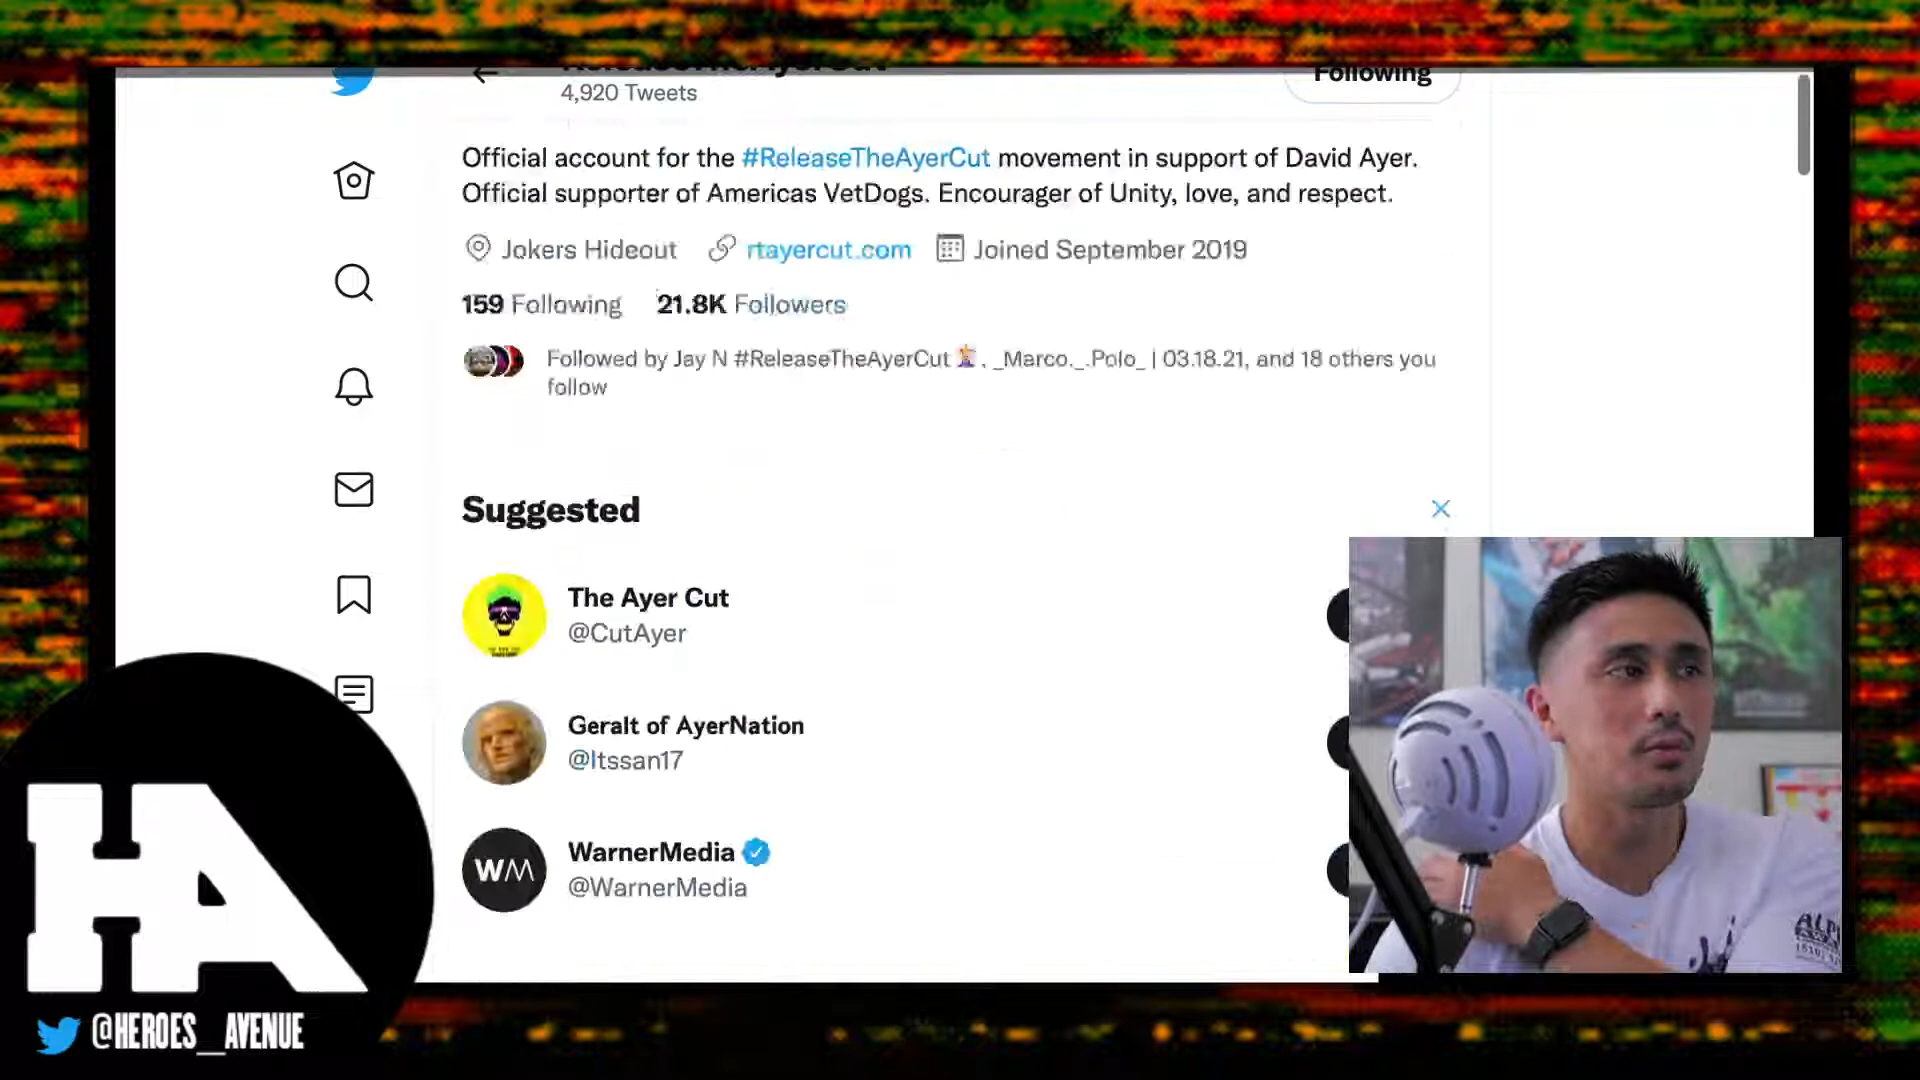 ReleaseTheAyerCut
4,920 Tweets
Following
Official account for the #ReleaseTheAyerCut movement in support of David Ayer.
Official supporter of Americas VetDogs. Encourager of Unity, love, and respect.
Jokers Hideout rtayercut.com Joined September 2019
159 Following 21.8K Followers
Followed by Jay N #ReleaseTheAyerCut🤦, _Marco._.Polo_ | 03.18.21, and 18 others you
follow
Suggested
The Ayer Cut
@CutAyer
Geralt of AyerNation
@Itssan17
WM
WarnerMedia
@WarnerMedia
HA
@HEROES__AVENUE